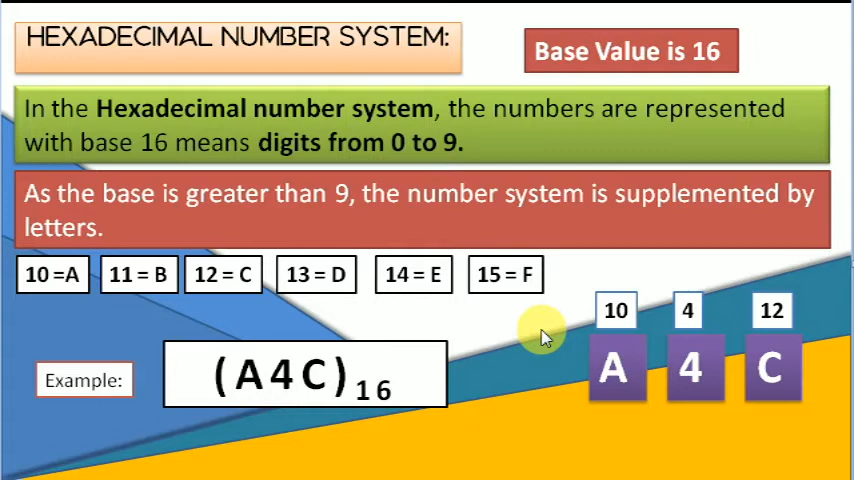 HEXADECIMAL NUMBER SYSTEM:
Base Value is 16
In the Hexadecimal number system, the numbers are represented
with base 16 means digits from 0 to 9.
As the base is greater than 9, the number system is supplemented by
letters.
10 =A 11 = B 12 = C 13 = D 14 = E 15 = F
10 4 12
Example: (A4C)16
A 4 C